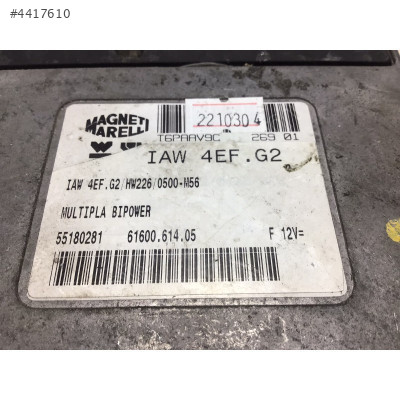 #4417610
MAGNETI
MARELLI
2210304
T6PAAV9C 269 01
IAW 4EF.G2
IAW 4EF.G2/HW226/0500-M56
MULTIPLA BIPOWER
55180281 61600.614.05 F 12V=